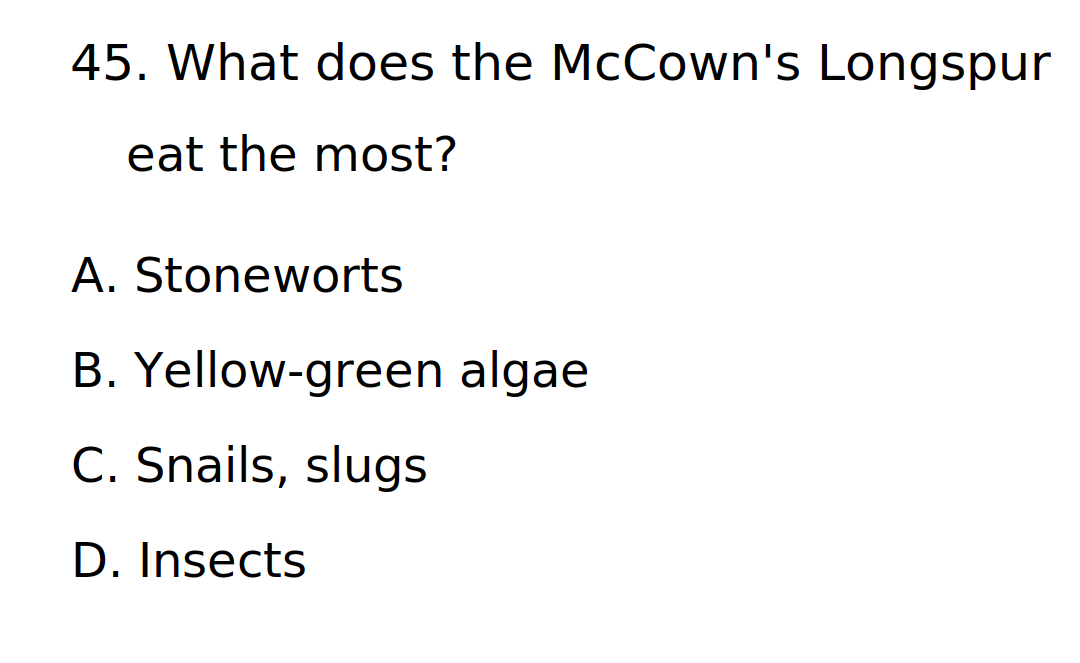 45. What does the McCown's Longspur
eat the most?
A. Stoneworts
B. Yellow-green algae
C. Snails, slugs
D. Insects